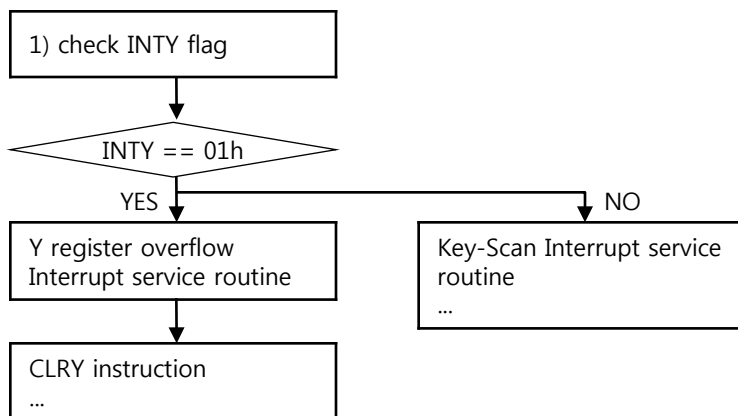 1) check INTY flag
INTY == 01h
YES
NO
Y register overflow
Interrupt service routine
Key-Scan Interrupt service
routine
...
CLRY instruction
...